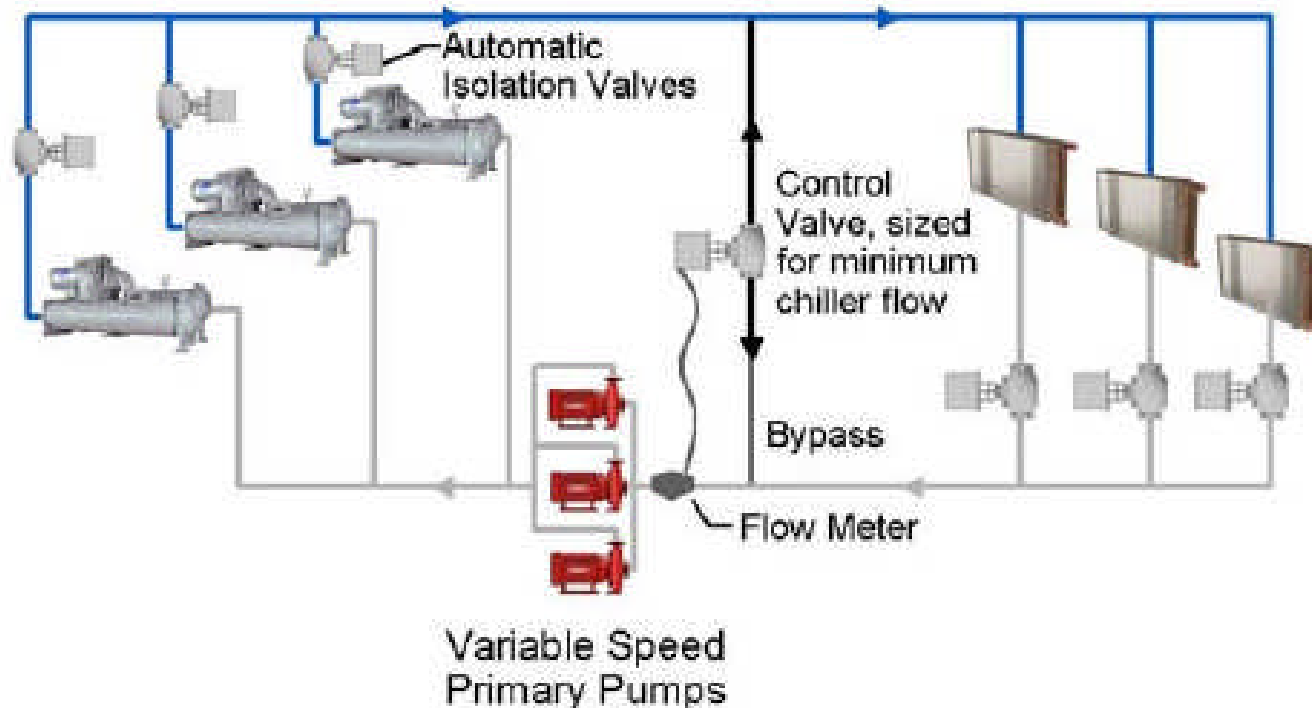 Automatic
Isolation Valves
Control
Valve, sized
for minimum
chiller flow
Bypass
Flow Meter
Variable Speed
Primary Pumps